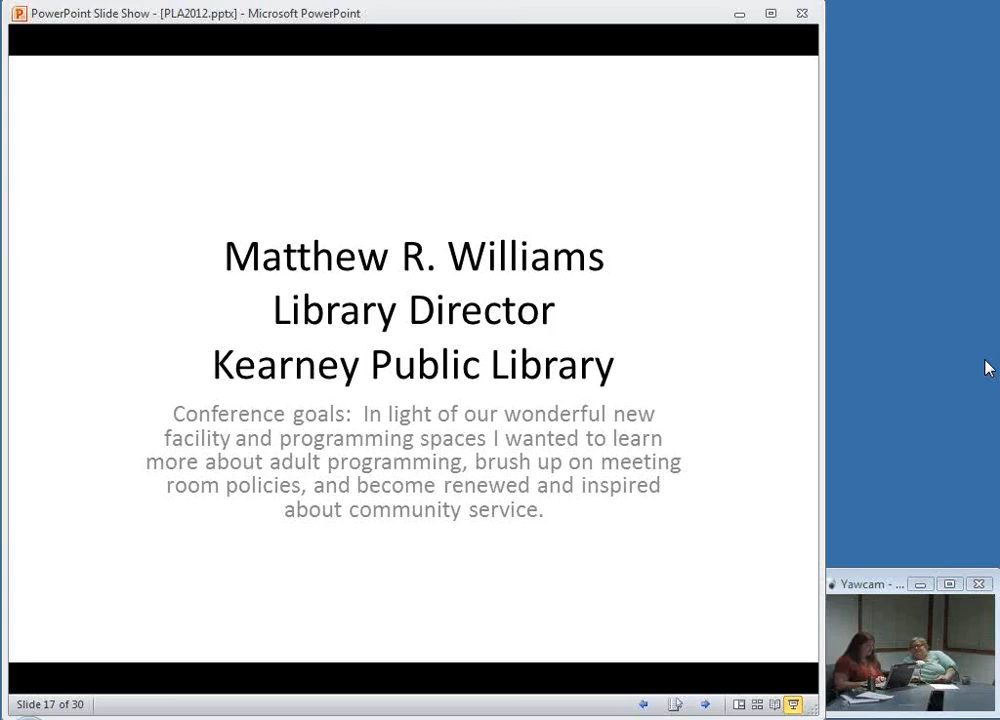 PowerPoint Slide Show - [PLA2012.pptx] - Microsoft PowerPoint
Matthew R. Williams
Library Director
Kearney Public Library
Conference goals: In light of our wonderful new
facility and programming spaces I wanted to learn
more about adult programming, brush up on meeting
room policies, and become renewed and inspired
about community service.
Yawcam - ...
Slide 17 of 30